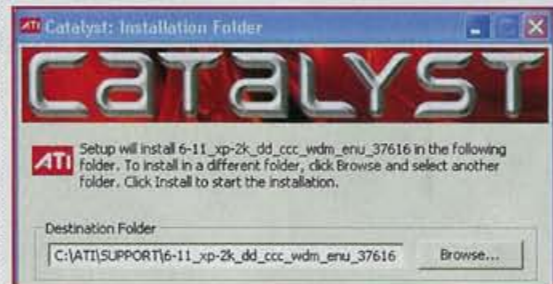 ATI Catalyst: Installation Folder
CATALYST
ATI
Setup will install 6-11_xp-2k_dd_ccc_wdm_enu_37616 in the following
folder. To install in a different folder, click Browse and select another
folder. Click Install to start the installation.
Destination Folder
C:\ATI\SUPPORT\6-11_xp-2k_dd_ccc_wdm_enu_37616
Browse...